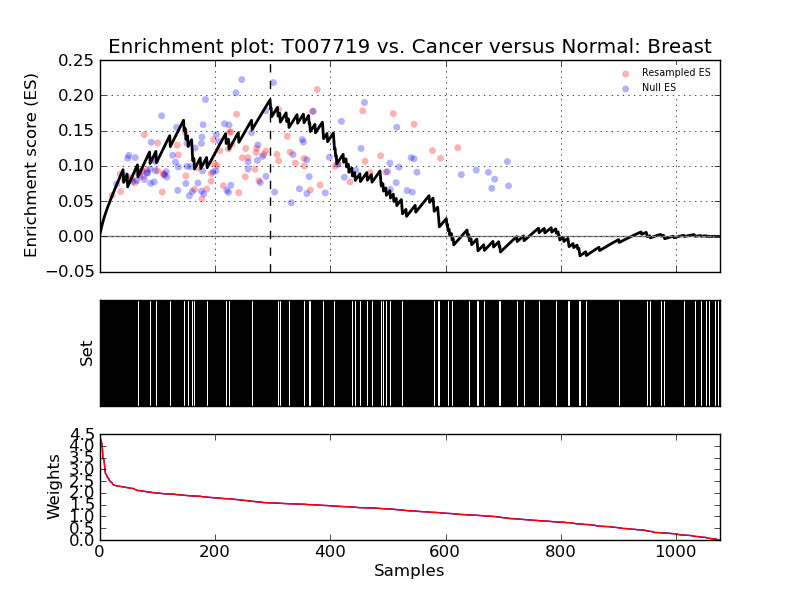 Enrichment plot: T007719 vs. Cancer versus Normal: Breast
Enrichment score (ES)
0.25
0.20
0.15
0.10
0.05
0.00
−0.05
Resampled ES
Null ES
Set
Weights
4.5
4.0
3.5
3.0
2.5
2.0
1.5
1.0
0.5
0.0
0 200 400 600 800 1000
Samples